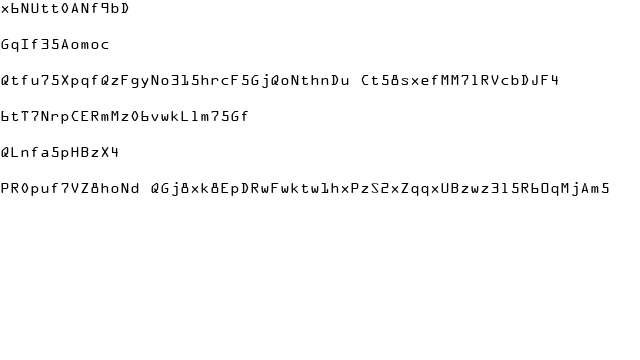 x6NUtt0ANf9bD
GqIf35Aomoc
Qtfu75XpqfQzFgyNo315hrcF5GjQoNthnDu Ct58sxefMM71RVcbDJF4
6tT7NrpCERmMz06vwkL1m75Gf
QLnfa5pHBzX4
PR0puf7VZ8hoNd QGj8xk8EpDRwFwktw1hxPzS2xZqqxUBzwz315R6OqMjAm5